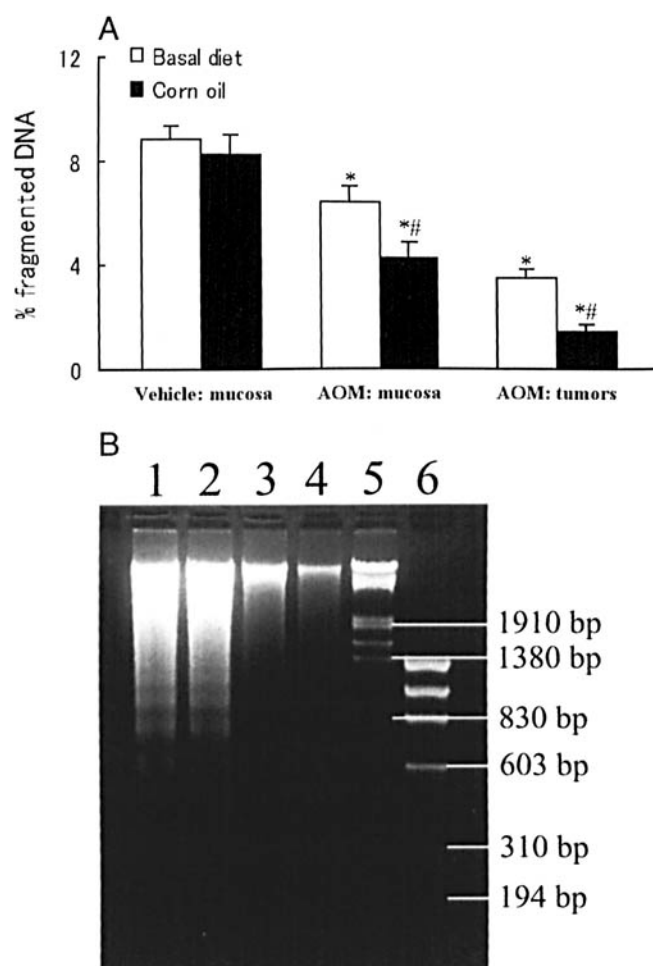 A
12
8
4
0
% fragmented DNA
Basal diet
Corn oil
*
*#
*
*#
Vehicle: mucosa AOM: mucosa AOM: tumors
B
1 2 3 4 5 6
1910 bp
1380 bp
830 bp
603 bp
310 bp
194 bp